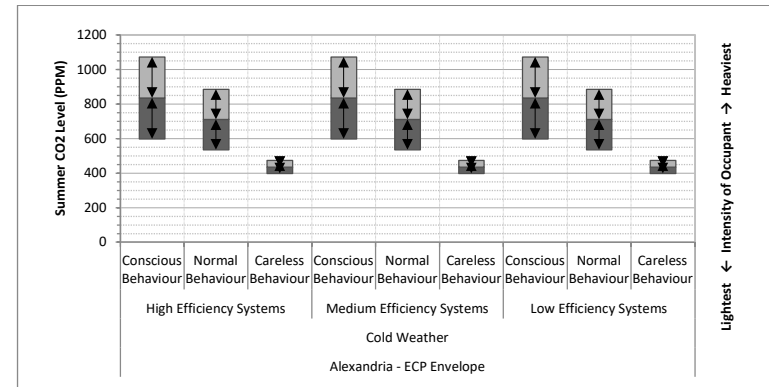 Summer CO2 Level (PPM)
1200
1000
800
600
400
200
0
Conscious Behaviour
Normal Behaviour
Careless Behaviour
Conscious Behaviour
Normal Behaviour
Careless Behaviour
Conscious Behaviour
Normal Behaviour
Careless Behaviour
High Efficiency Systems
Medium Efficiency Systems
Low Efficiency Systems
Cold Weather
Alexandria - ECP Envelope
Lightest ← Intensity of Occupant → Heaviest